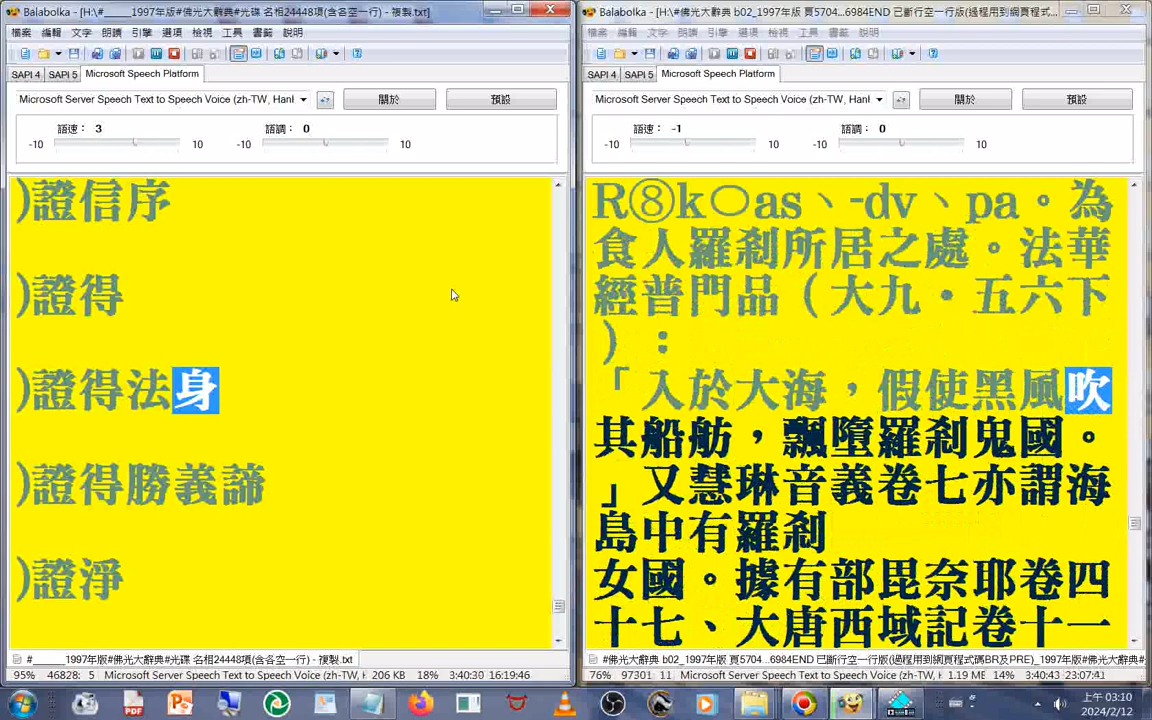 Balabolka - [H:\#_____1997年版#佛光大辭典#光碟 名相24448項(含各空一行) - 複製.txt]
檔案 編輯 文字 朗讀 引擎 選項 檢視 工具 書籤 說明
SAPI 4 SAPI 5 Microsoft Speech Platform
Microsoft Server Speech Text to Speech Voice (zh-TW, Hanl
關於
預設
語速： 3
語調： 0
-10 10 -10 10
)證信序
)證得
)證得法身
)證得勝義諦
)證淨
#_____1997年版#佛光大辭典#光碟 名相24448項(含各空一行) - 複製.txt
95% 46828: 5 Microsoft Server Speech Text to Speech Voice (zh-TW, H 206 KB 18% 3:40:30 16:19:46
Balabolka - [H:\#佛光大辭典 b02_1997年版 頁5704...6984END 已斷行空一行版(過程用到網頁程式...
檔案 編輯 文字 朗讀 引擎 選項 檢視 工具 書籤 說明
SAPI 4 SAPI 5 Microsoft Speech Platform
Microsoft Server Speech Text to Speech Voice (zh-TW, Hanl
關於
預設
語速： -1
語調： 0
-10 10 -10 10
R⑧k○as、-dv、pa。為
食人羅剎所居之處。法華
經普門品（大九・五六下
）：
「入於大海，假使黑風吹
其船舫，飄墮羅剎鬼國。
」又慧琳音義卷七亦謂海
島中有羅剎
女國。據有部毘奈耶卷四
十七、大唐西域記卷十一
#佛光大辭典 b02_1997年版 頁5704...6984END 已斷行空一行版(過程用到網頁程式碼BR及PRE)_1997年版#
76% 97301: 11 Microsoft Server Speech Text to Speech Voice (zh-TW, H 1.19 ME 14% 3:40:43 23:07:41
上午 03:10
2024/2/12